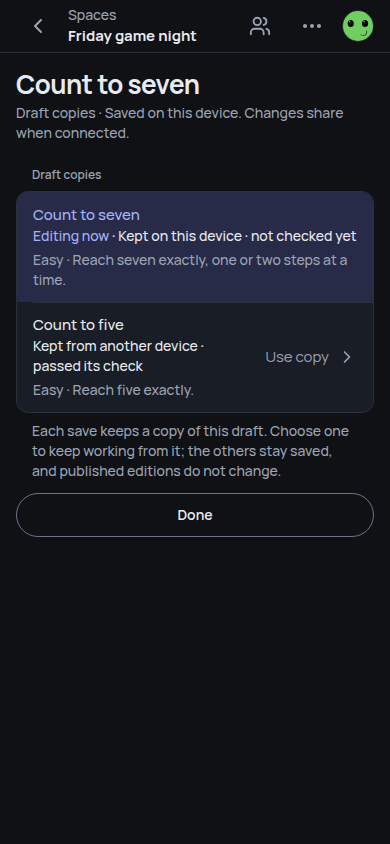 Spaces
Friday game night
Count to seven
Draft copies · Saved on this device. Changes share
when connected.
Draft copies
Count to seven
Editing now · Kept on this device · not checked yet
Easy · Reach seven exactly, one or two steps at a
time.
Count to five
Kept from another device ·
passed its check
Use copy
Easy · Reach five exactly.
Each save keeps a copy of this draft. Choose one
to keep working from it; the others stay saved,
and published editions do not change.
Done